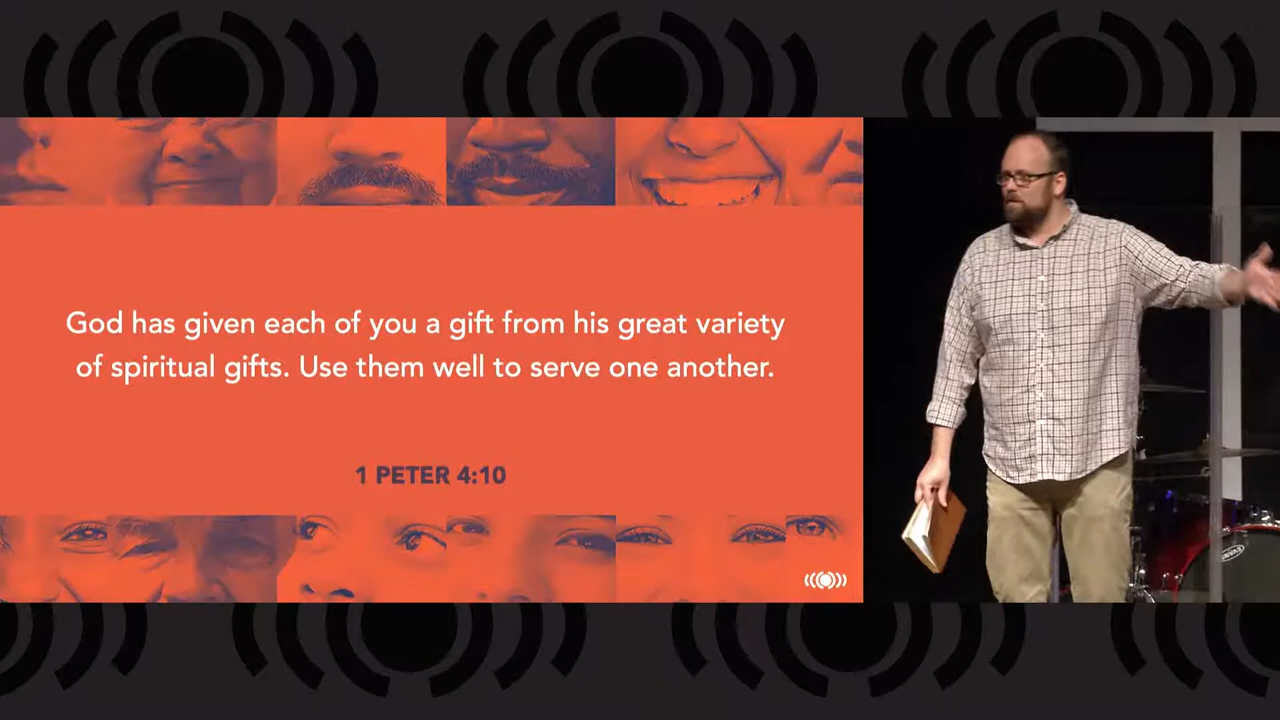 God has given each of you a gift from his great variety
of spiritual gifts. Use them well to serve one another.
1 PETER 4:10
EVANS